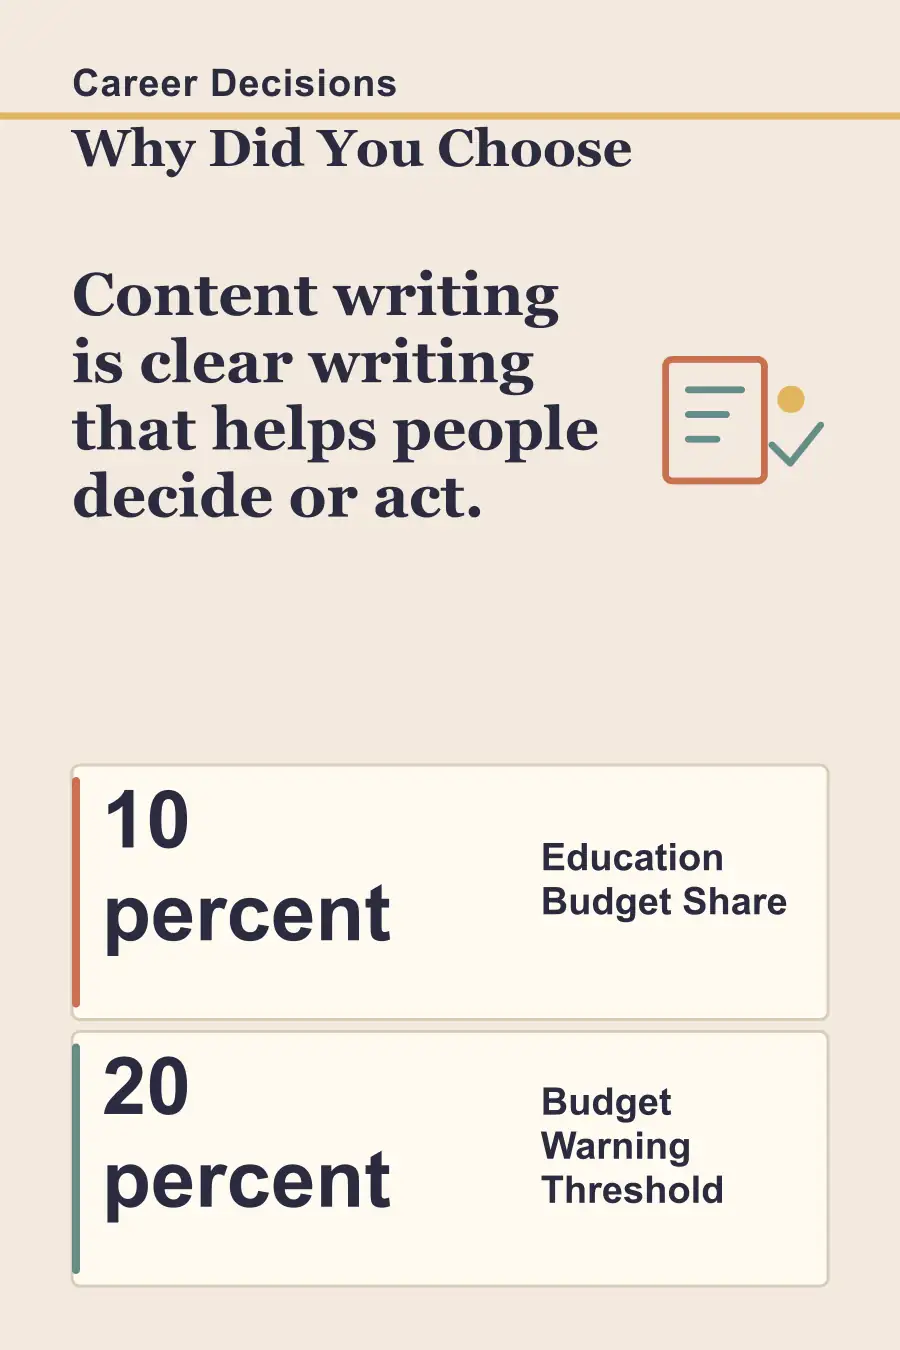 Career Decisions
Why Did You Choose
Content writing
is clear writing
that helps people
decide or act.
10
percent
Education
Budget Share
20
percent
Budget
Warning
Threshold